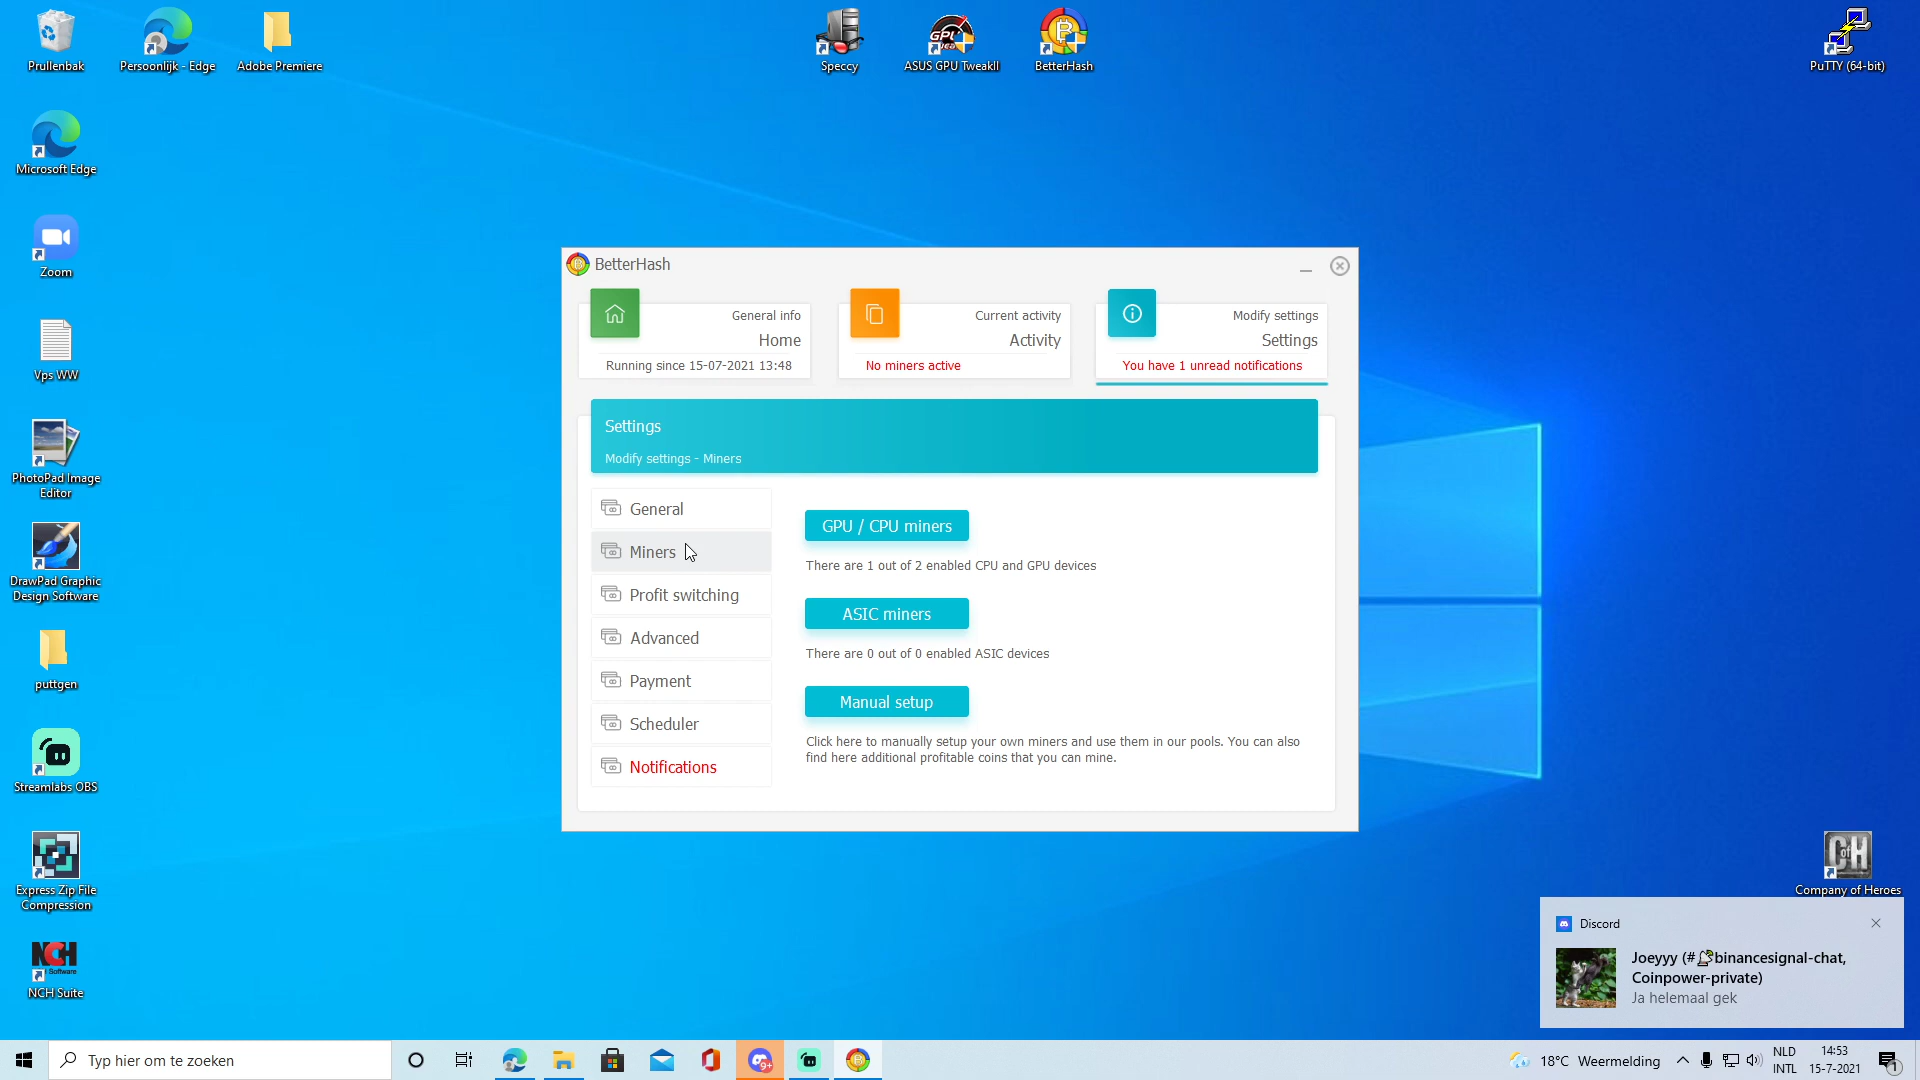 Prullenbak
Persoonlijk - Edge
Adobe Premiere
Speccy
GPU
ASUS GPU TweakII
BetterHash
PuTTY (64-bit)
Microsoft Edge
Zoom
Vps WW
PhotoPad Image
Editor
DrawPad Graphic
Design Software
puttgen
Streamlabs OBS
Express Zip File
Compression
NCH
Software
NCH Suite
BetterHash
General info
Home
Running since 15-07-2021 13:48
Current activity
Activity
No miners active
Modify settings
Settings
You have 1 unread notifications
Settings
Modify settings - Miners
General
Miners
Profit switching
Advanced
Payment
Scheduler
Notifications
GPU / CPU miners
There are 1 out of 2 enabled CPU and GPU devices
ASIC miners
There are 0 out of 0 enabled ASIC devices
Manual setup
Click here to manually setup your own miners and use them in our pools. You can also
find here additional profitable coins that you can mine.
C of H
Company of Heroes
Discord
Joeyyy (#binancesignal-chat,
Coinpower-private)
Ja helemaal gek
Typ hier om te zoeken
9+
18°C Weermelding
NLD
INTL
14:53
15-7-2021
1